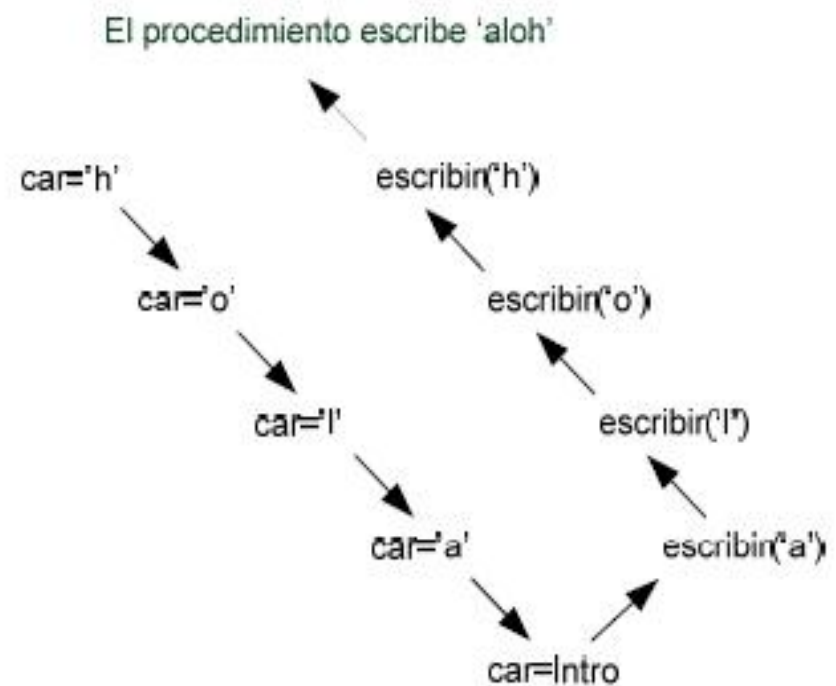 El procedimiento escribe 'aloh'
car='h'
escribir('h')
car='o'
escribir('o')
car='l'
escribir('l')
car='a'
escribir('a')
car=Intro